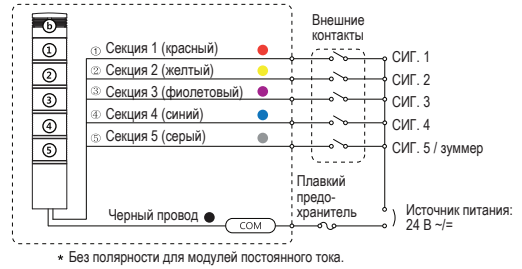 Внешние
контакты
b
① Секция 1 (красный) СИГ. 1
② Секция 2 (желтый) СИГ. 2
③ Секция 3 (фиолетовый) СИГ. 3
④ Секция 4 (синий) СИГ. 4
⑤ Секция 5 (серый) СИГ. 5 / зуммер
①
②
③
④
⑤
Плавкий
предо-
хранитель
Черный провод
COM
Источник питания:
24 В ~/=
* Без полярности для модулей постоянного тока.